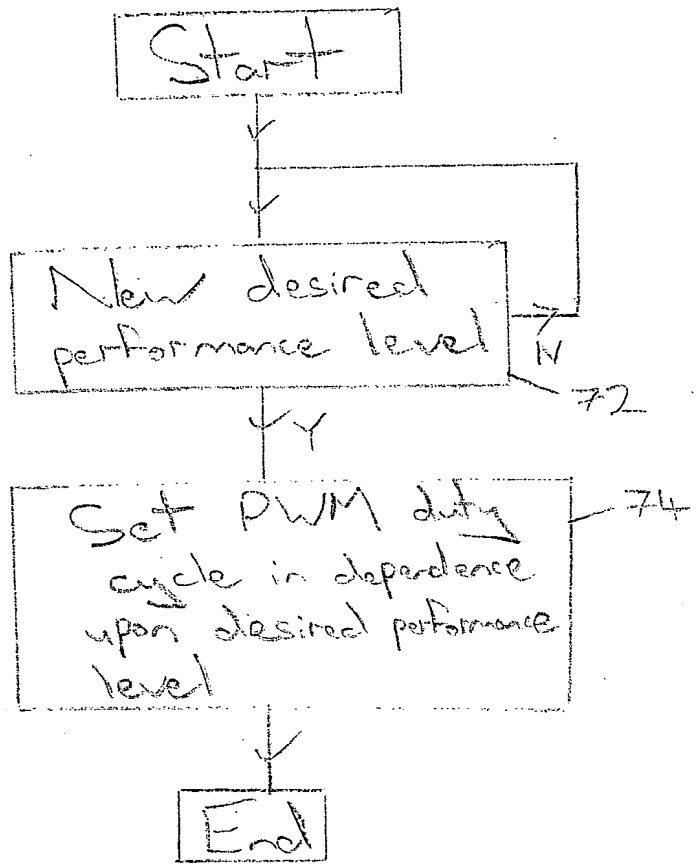 Start
New desired
performance level
N
72
Y
Set PWM duty
cycle in dependence
upon desired performance
level
74
End